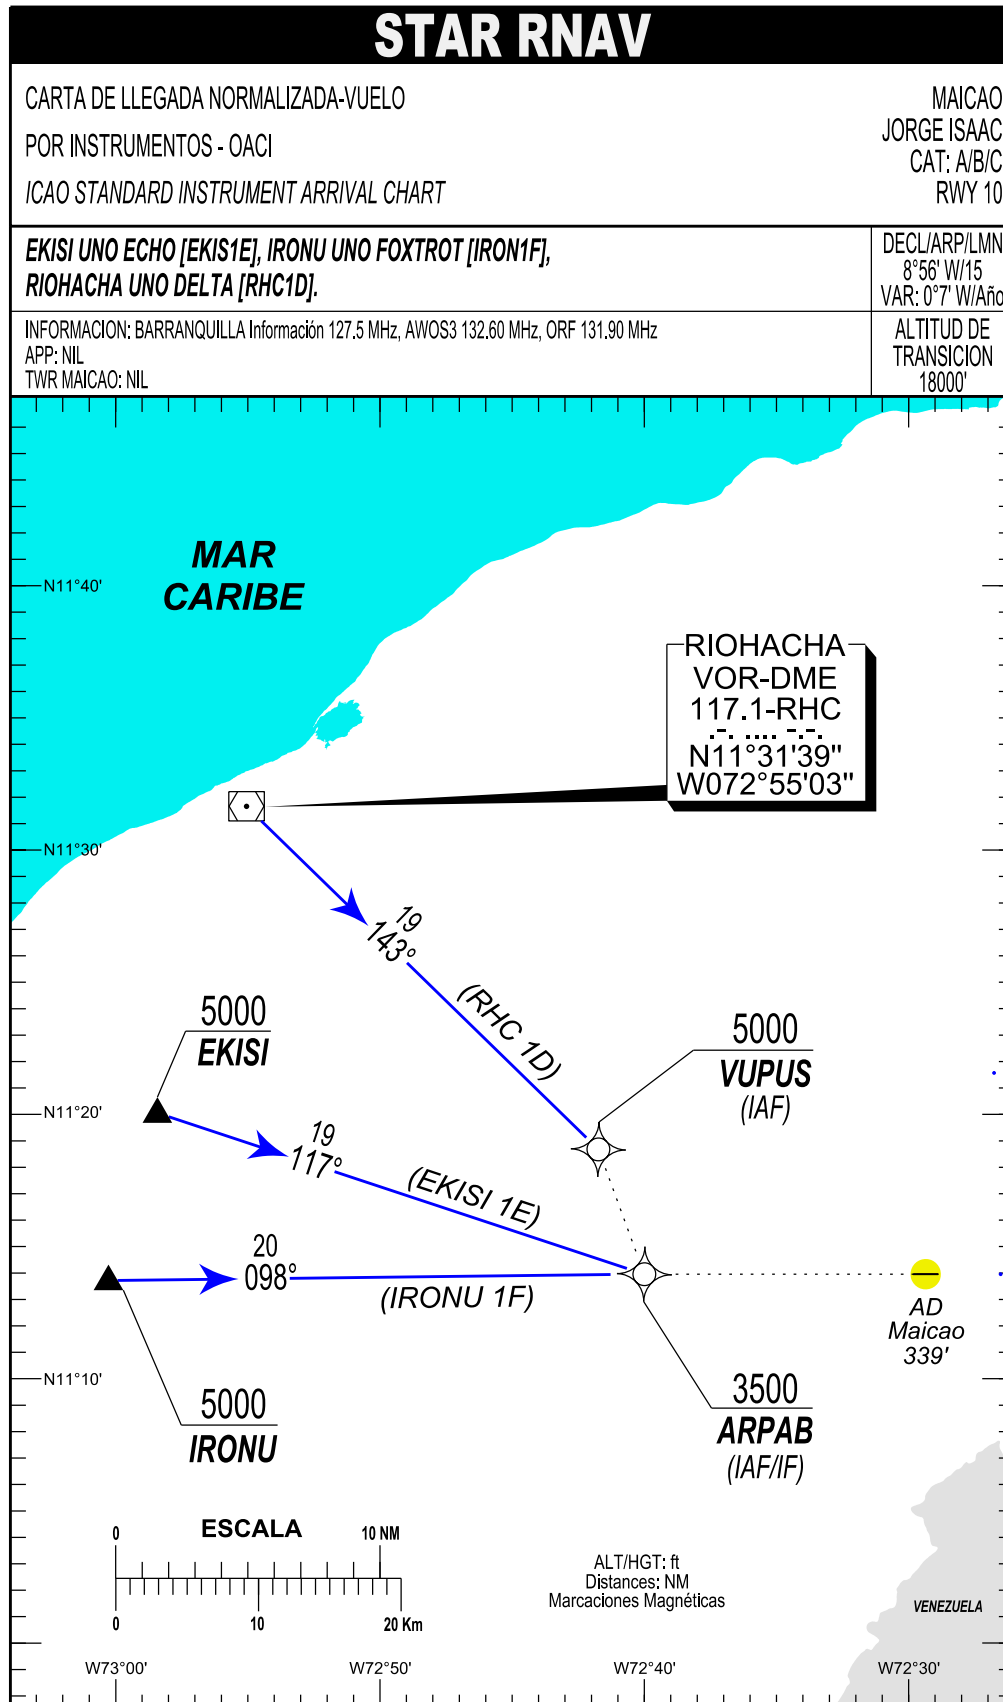 STAR RNAV
CARTA DE LLEGADA NORMALIZADA-VUELO
POR INSTRUMENTOS - OACI
ICAO STANDARD INSTRUMENT ARRIVAL CHART
MAICAO
JORGE ISAAC
CAT: A/B/C
RWY 10
EKISI UNO ECHO [EKIS1E], IRONU UNO FOXTROT [IRON1F],
RIOHACHA UNO DELTA [RHC1D].
DECL/ARP/LMN
8°56' W/15
VAR: 0°7' W/Año
INFORMACION: BARRANQUILLA Información 127.5 MHz, AWOS3 132.60 MHz, ORF 131.90 MHz
APP: NIL
TWR MAICAO: NIL
ALTITUD DE
TRANSICION
18000'
MAR
CARIBE
N11°40'
RIOHACHA
VOR-DME
117.1-RHC
.-. .... -.-.
N11°31'39"
W072°55'03"
N11°30'
19
143°
(RHC 1D)
5000
EKISI
5000
VUPUS
(IAF)
N11°20'
19
117°
(EKISI 1E)
20
098°
(IRONU 1F)
AD
Maicao
339'
N11°10'
5000
IRONU
3500
ARPAB
(IAF/IF)
ESCALA
0
10 NM
0
10
20 Km
ALT/HGT: ft
Distances: NM
Marcaciones Magnéticas
VENEZUELA
W73°00'
W72°50'
W72°40'
W72°30'